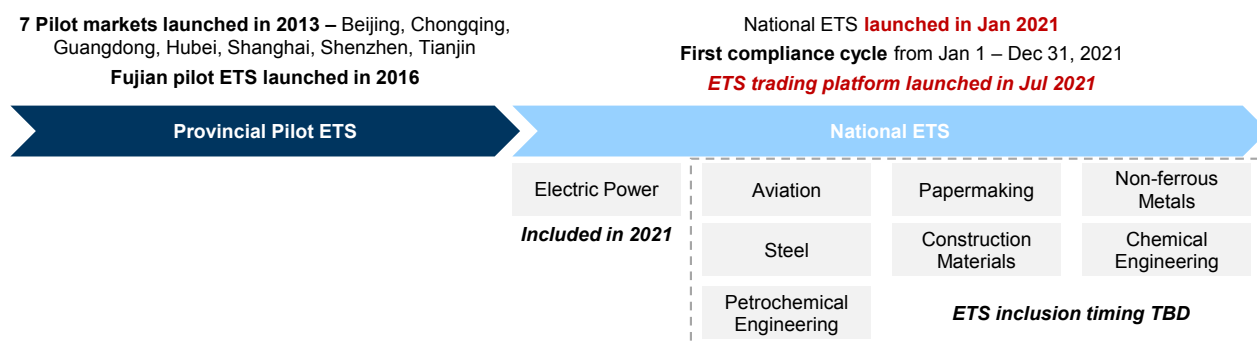 7 Pilot markets launched in 2013 – Beijing, Chongqing,
Guangdong, Hubei, Shanghai, Shenzhen, Tianjin
Fujian pilot ETS launched in 2016
National ETS launched in Jan 2021
First compliance cycle from Jan 1 – Dec 31, 2021
ETS trading platform launched in Jul 2021
Provincial Pilot ETS
National ETS
Electric Power
Included in 2021
Aviation
Papermaking
Non-ferrous
Metals
Steel
Construction
Materials
Chemical
Engineering
Petrochemical
Engineering
ETS inclusion timing TBD